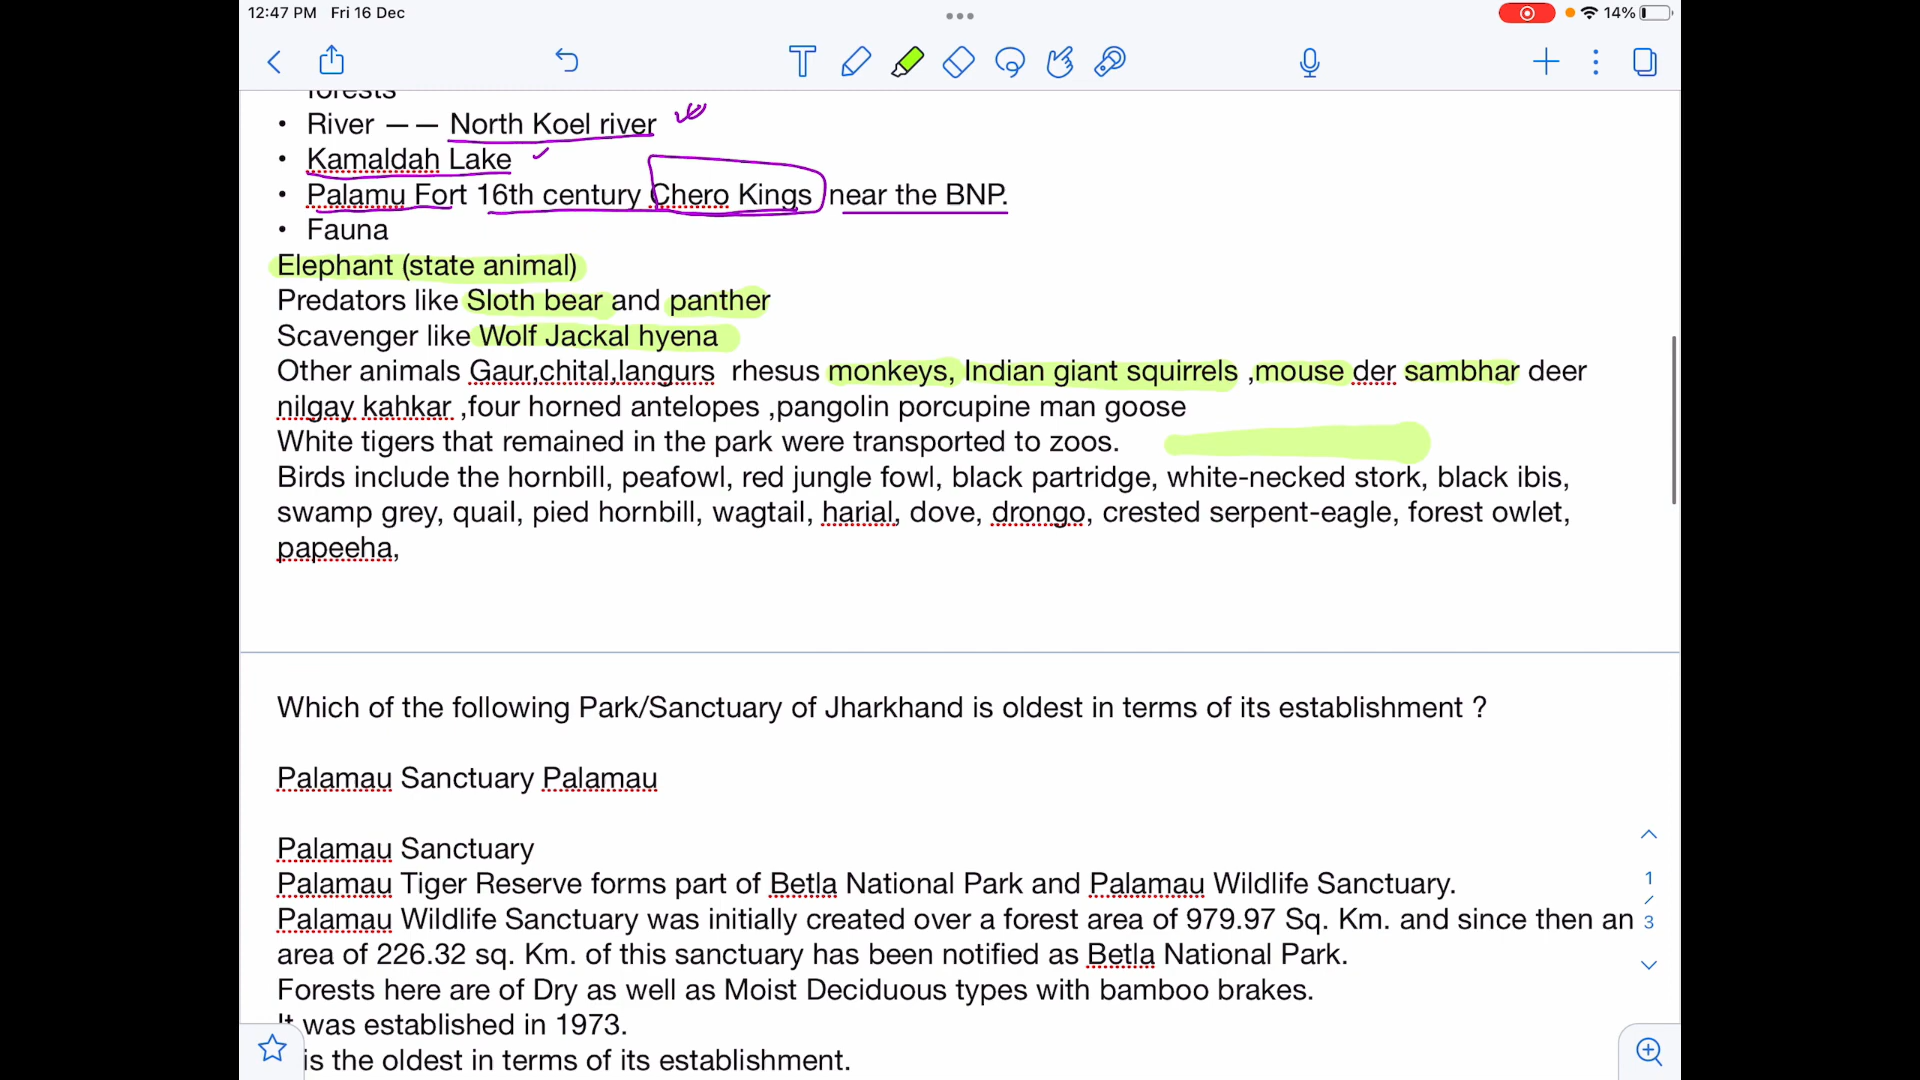 12:47 PM Fri 16 Dec
14%
T
forests
• River —— North Koel river
• Kamaldah Lake
• Palamu Fort 16th century Chero Kings near the BNP.
• Fauna
Elephant (state animal)
Predators like Sloth bear and panther
Scavenger like Wolf Jackal hyena
Other animals Gaur,chital,langurs rhesus monkeys, Indian giant squirrels ,mouse der sambhar deer
nilgay kahkar ,four horned antelopes ,pangolin porcupine man goose
White tigers that remained in the park were transported to zoos.
Birds include the hornbill, peafowl, red jungle fowl, black partridge, white-necked stork, black ibis,
swamp grey, quail, pied hornbill, wagtail, harial, dove, drongo, crested serpent-eagle, forest owlet,
papeeha,
Which of the following Park/Sanctuary of Jharkhand is oldest in terms of its establishment ?
Palamau Sanctuary Palamau
Palamau Sanctuary
Palamau Tiger Reserve forms part of Betla National Park and Palamau Wildlife Sanctuary.
Palamau Wildlife Sanctuary was initially created over a forest area of 979.97 Sq. Km. and since then an
area of 226.32 sq. Km. of this sanctuary has been notified as Betla National Park.
Forests here are of Dry as well as Moist Deciduous types with bamboo brakes.
It was established in 1973.
is the oldest in terms of its establishment.
1
/
3